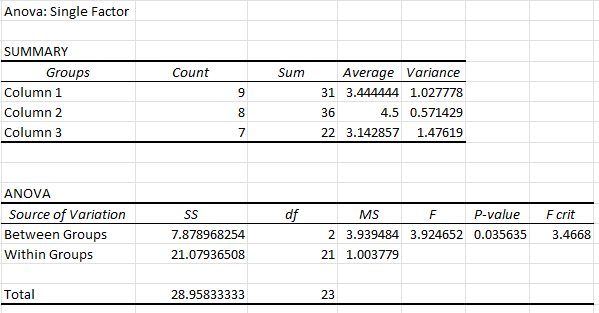 Anova: Single Factor
SUMMARY
Groups Count Sum Average Variance
Column 1 9 31 3.444444 1.027778
Column 2 8 36 4.5 0.571429
Column 3 7 22 3.142857 1.47619
ANOVA
Source of Variation SS df MS F P-value F crit
Between Groups 7.878968254 2 3.939484 3.924652 0.035635 3.4668
Within Groups 21.07936508 21 1.003779
Total 28.95833333 23